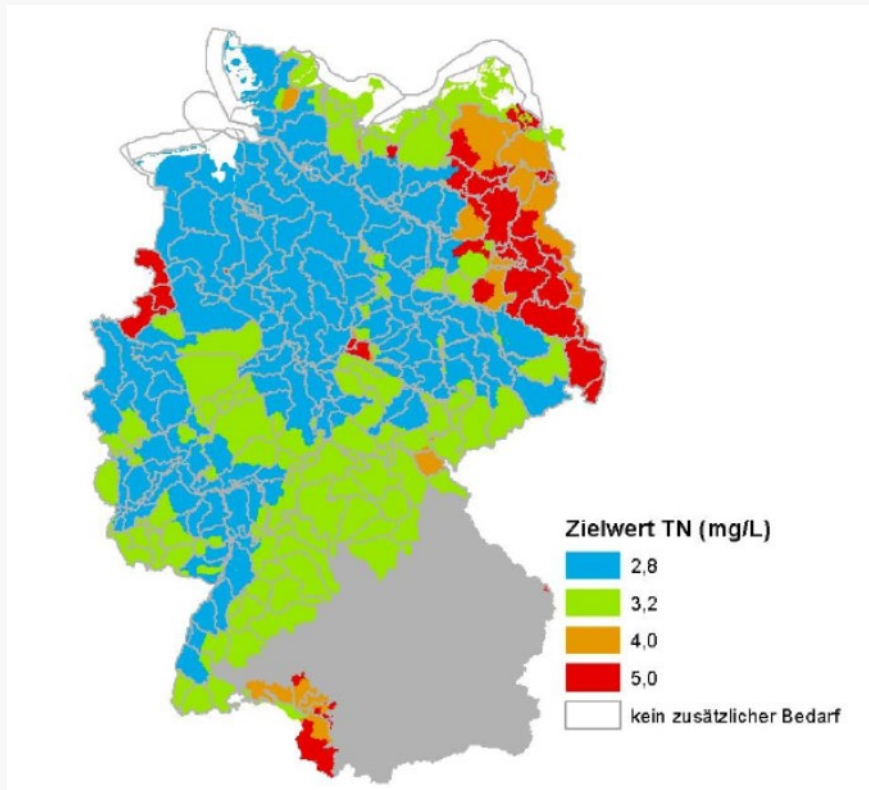 Zielwert TN (mg/L)
2,8
3,2
4,0
5,0
kein zusätzlicher Bedarf